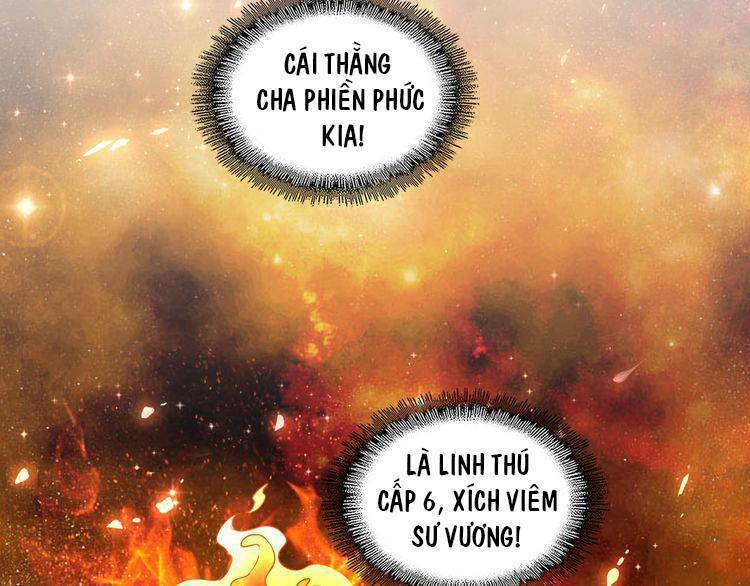 CÁI THẰNG
CHA PHIỀN PHỨC
KIA!
LÀ LINH THÚ
CẤP 6, XÍCH VIÊM
SƯ VƯƠNG!